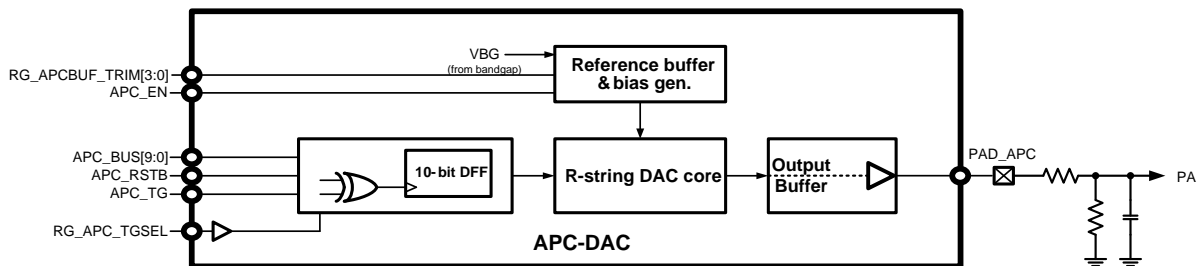 VBG
(from bandgap)
RG_APCBUF_TRIM[3:0]
APC_EN
Reference buffer
& bias gen.
APC_BUS[9:0]
APC_RSTB
APC_TG
RG_APC_TGSEL
10-bit DFF
R-string DAC core
Output
Buffer
PAD_APC
PA
APC-DAC